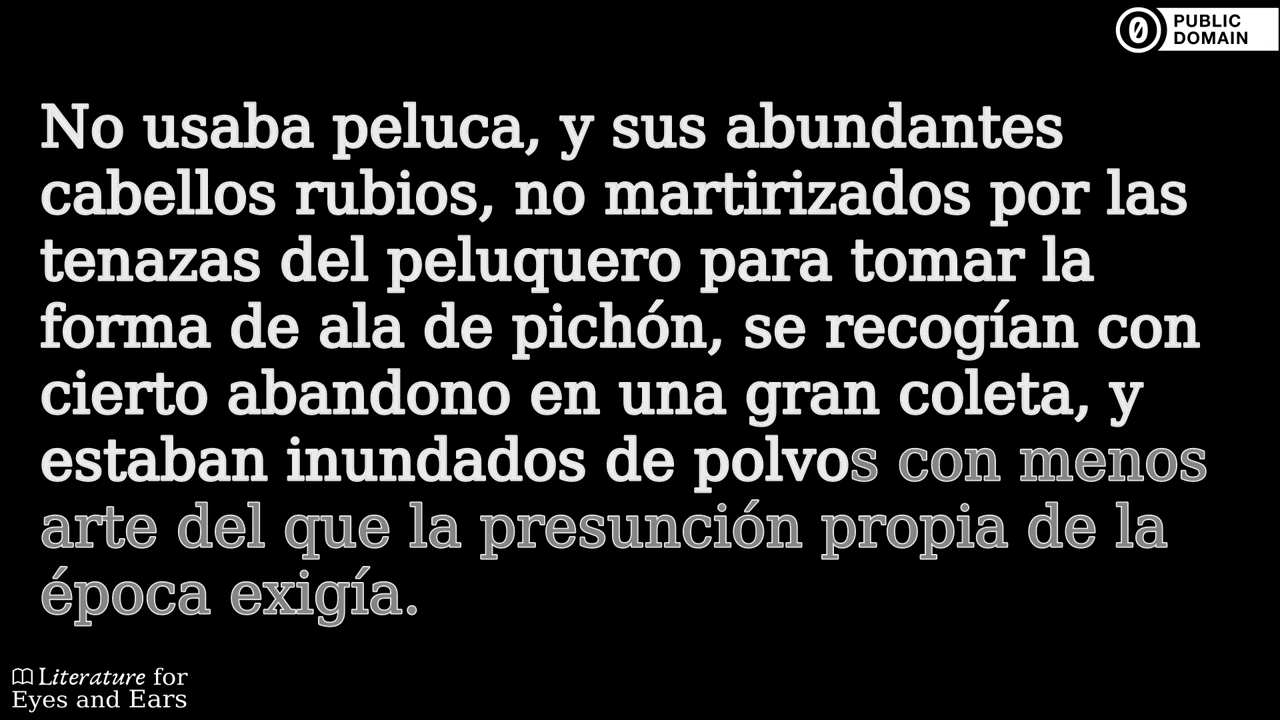 PUBLIC
DOMAIN
No usaba peluca, y sus abundantes
cabellos rubios, no martirizados por las
tenazas del peluquero para tomar la
forma de ala de pichón, se recogían con
cierto abandono en una gran coleta, y
estaban inundados de polvos con menos
arte del que la presunción propia de la
época exigía.
Literature for
Eyes and Ears